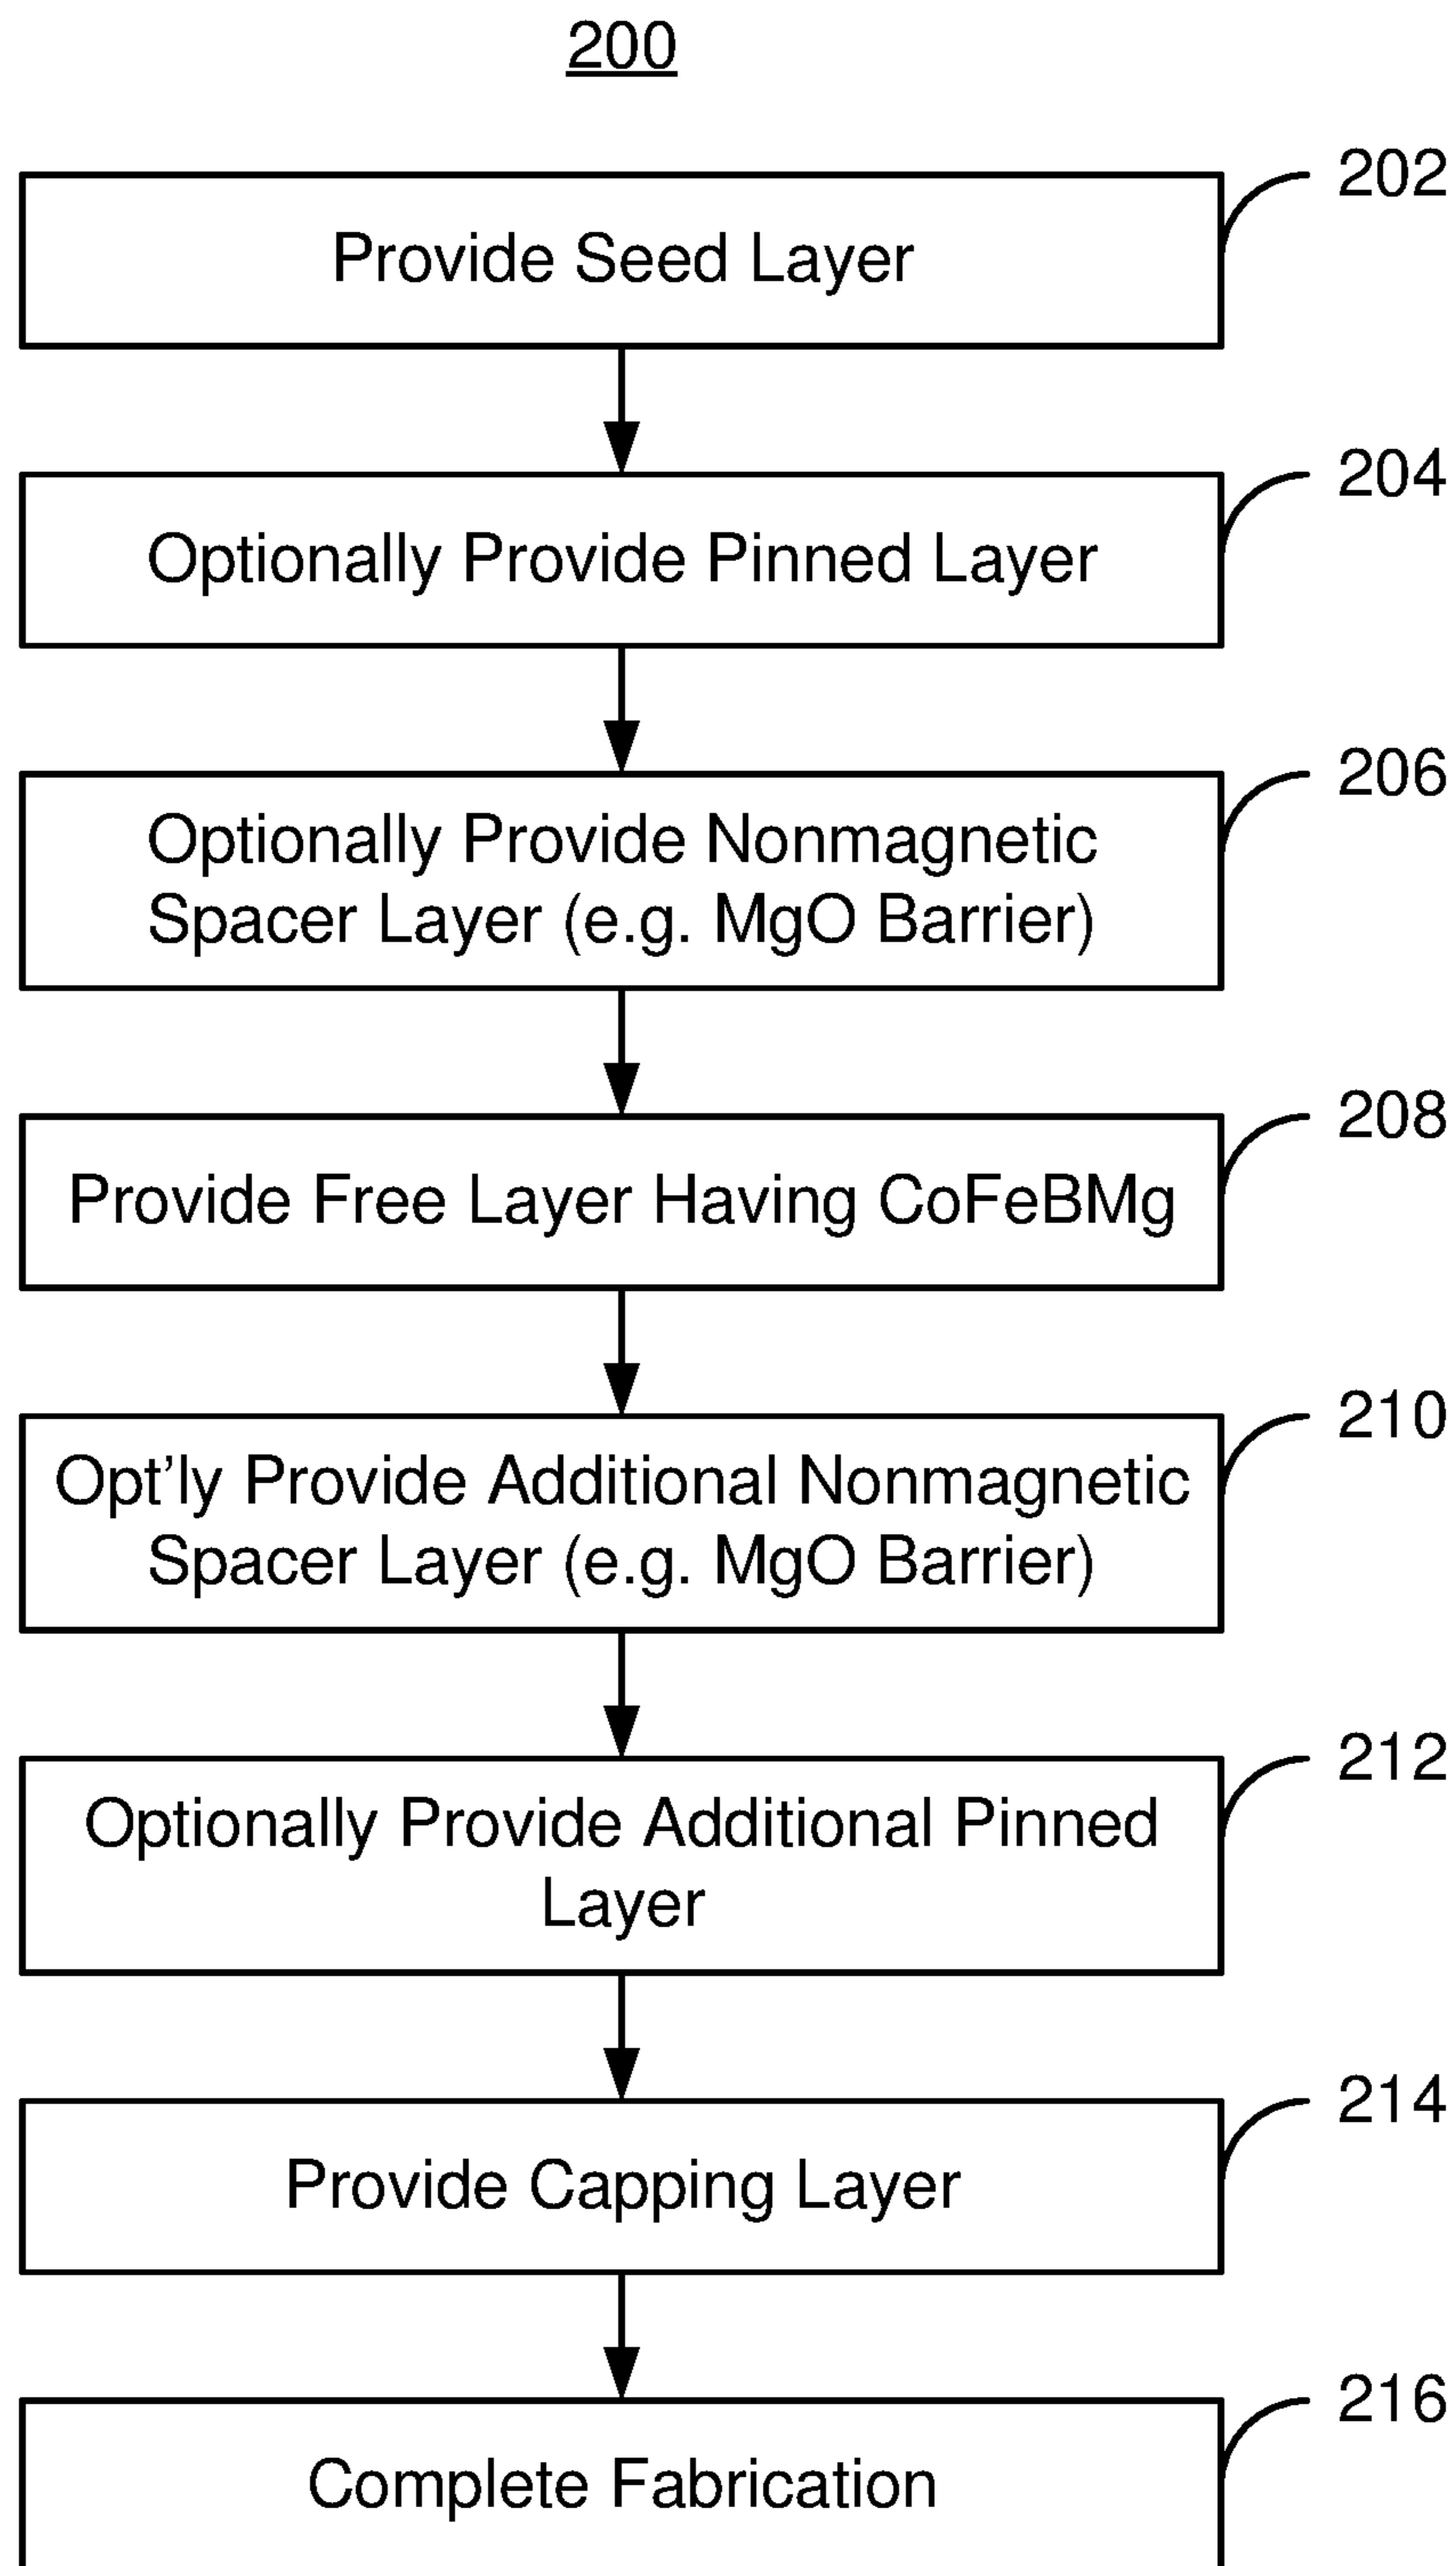 200
202
Provide Seed Layer
204
Optionally Provide Pinned Layer
206
Optionally Provide Nonmagnetic
Spacer Layer (e.g. MgO Barrier)
208
Provide Free Layer Having CoFeBMg
210
Opt’ly Provide Additional Nonmagnetic
Spacer Layer (e.g. MgO Barrier)
212
Optionally Provide Additional Pinned
Layer
214
Provide Capping Layer
216
Complete Fabrication